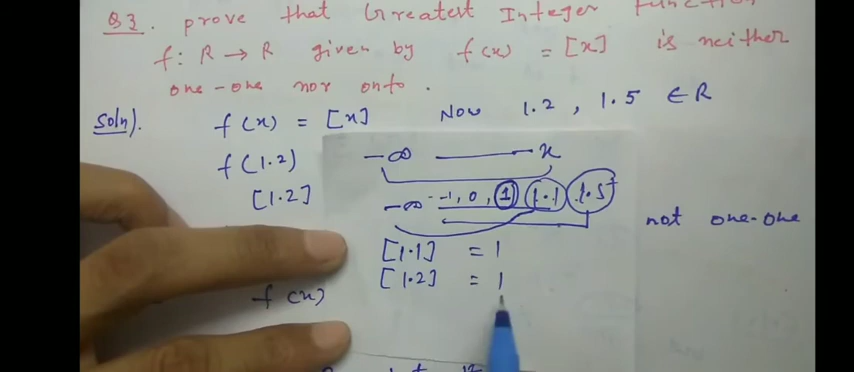 Q3. prove that Greatest Integer Function
f: R → R given by f(x) = [x] is neither
one-one nor onto.
Soln). f(x) = [x] Now 1.2, 1.5 ∈ R
f(1.2)
[1.2]
f(x)
-∞ ——— x
-∞ -1, 0, 1 1.1 1.5
[1.1] = 1
[1.2] = 1
not one-one